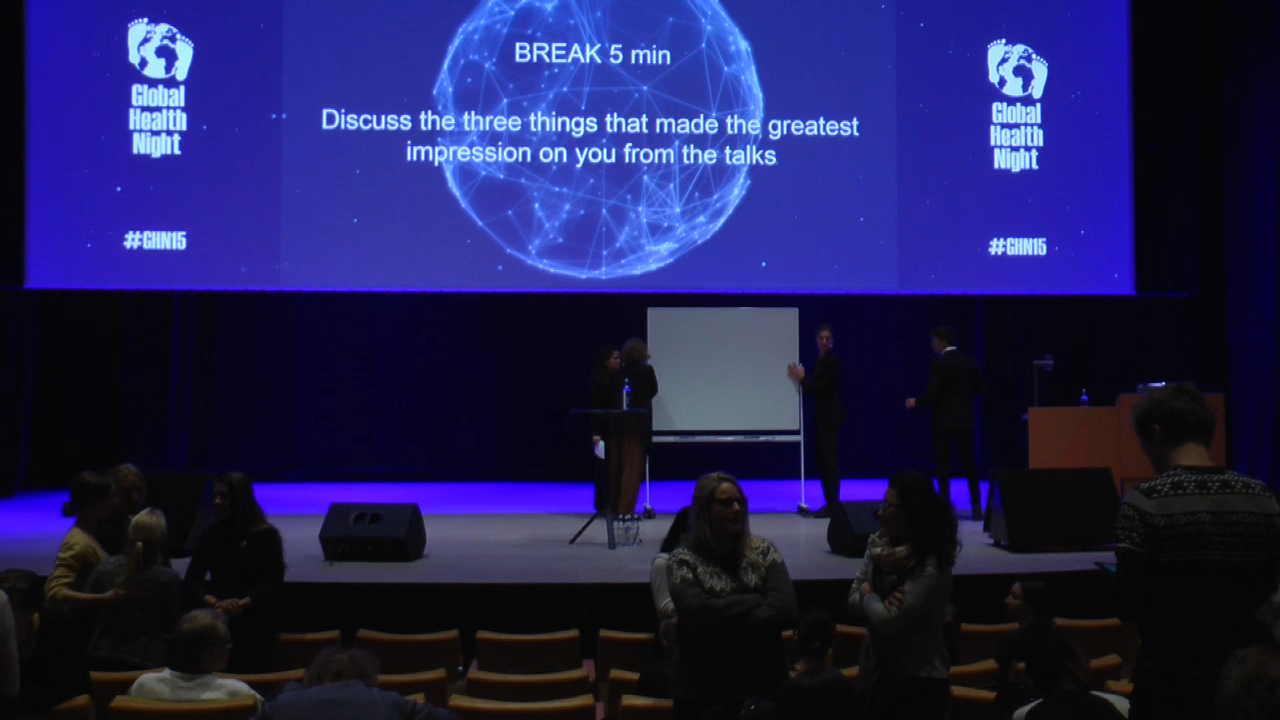 BREAK 5 min
Discuss the three things that made the greatest
impression on you from the talks
Global
Health
Night
#GHN15
Global
Health
Night
#GHN15